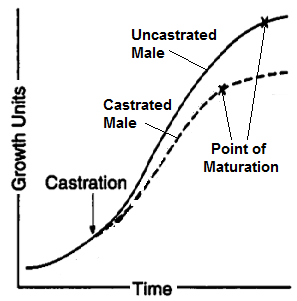 Uncastrated
Male
Castrated
Male
Growth Units
Point of
Maturation
Castration
Time